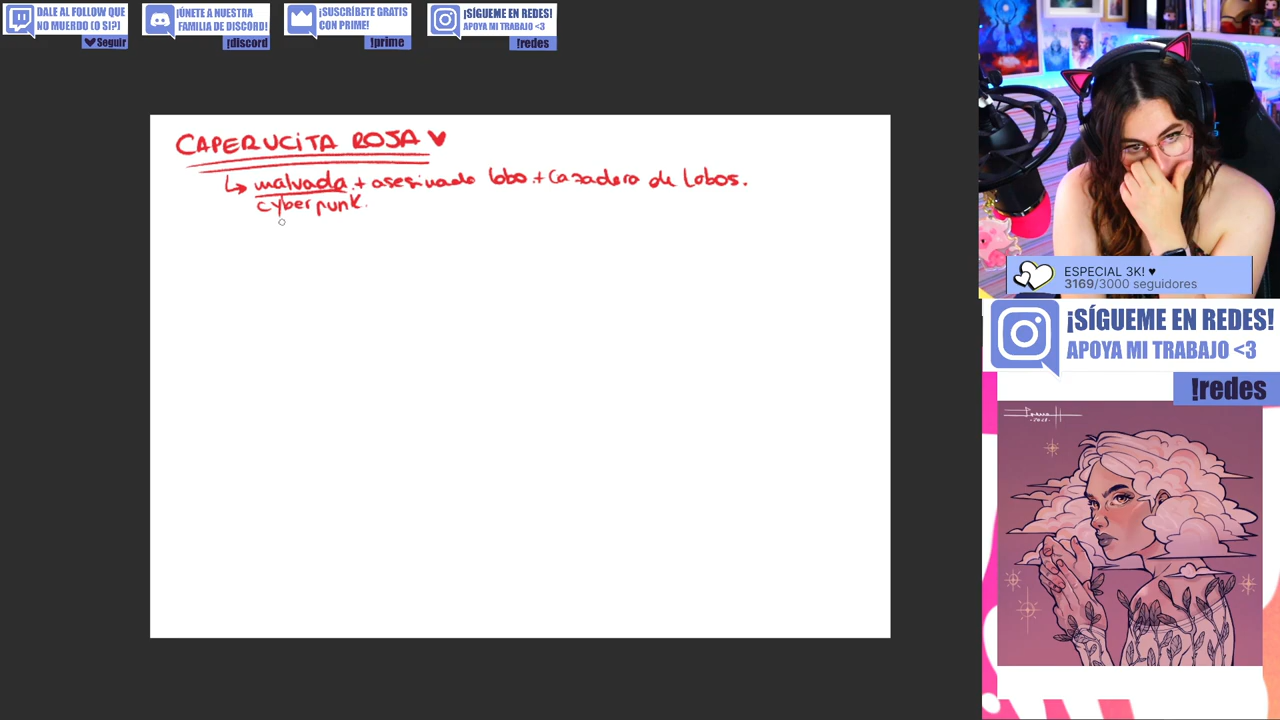 DALE AL FOLLOW QUE
NO MUERDO (O SI?)
Seguir
¡ÚNETE A NUESTRA
FAMILIA DE DISCORD!
!discord
¡SUSCRÍBETE GRATIS
CON PRIME!
!prime
¡SÍGUEME EN REDES!
APOYA MI TRABAJO <3
!redes
CAPERUCITA ROJA
malvada + asesinado lobo + Cazadora de Lobos.
cyberpunk.
ESPECIAL 3K! ♥
3169/3000 seguidores
¡SÍGUEME EN REDES!
APOYA MI TRABAJO <3
!redes